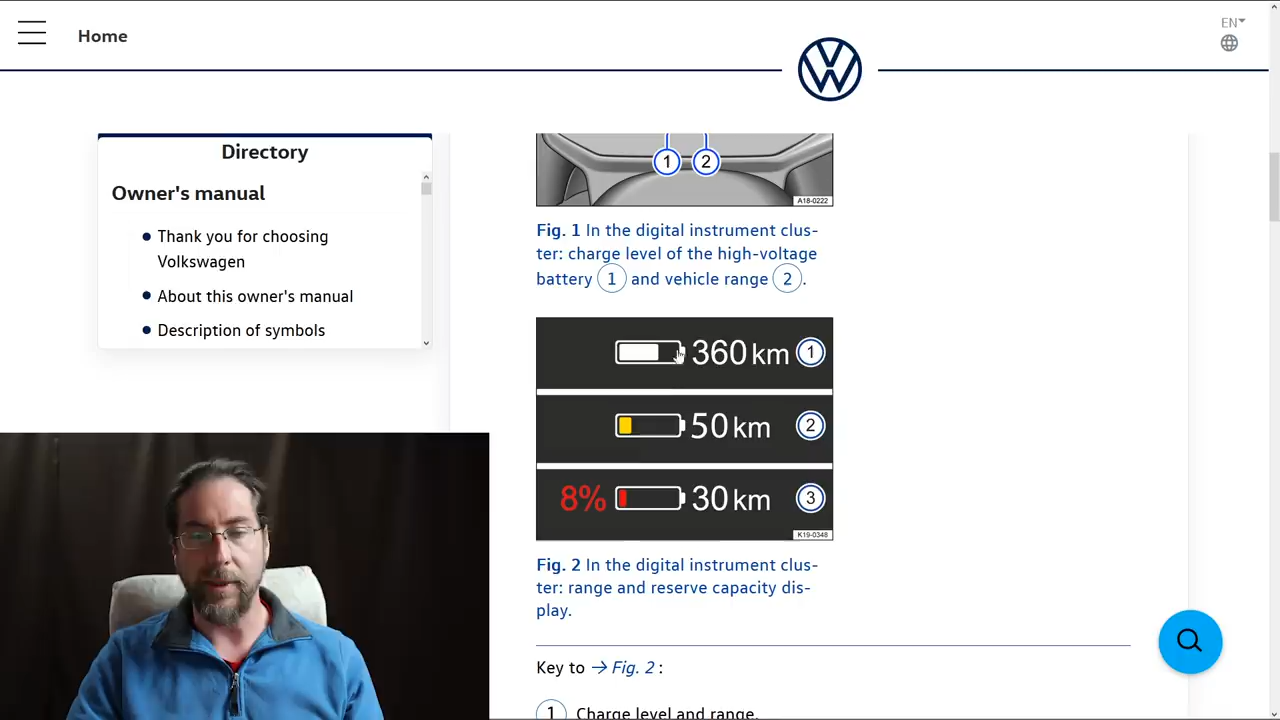 Home
EN
Directory
Owner's manual
Thank you for choosing
Volkswagen
About this owner's manual
Description of symbols
1 2
A18-0222
Fig. 1 In the digital instrument clus-
ter: charge level of the high-voltage
battery 1 and vehicle range 2.
360 km 1
50 km 2
8% 30 km 3
K19-0348
Fig. 2 In the digital instrument clus-
ter: range and reserve capacity dis-
play.
Key to → Fig. 2 :
1 Charge level and range.